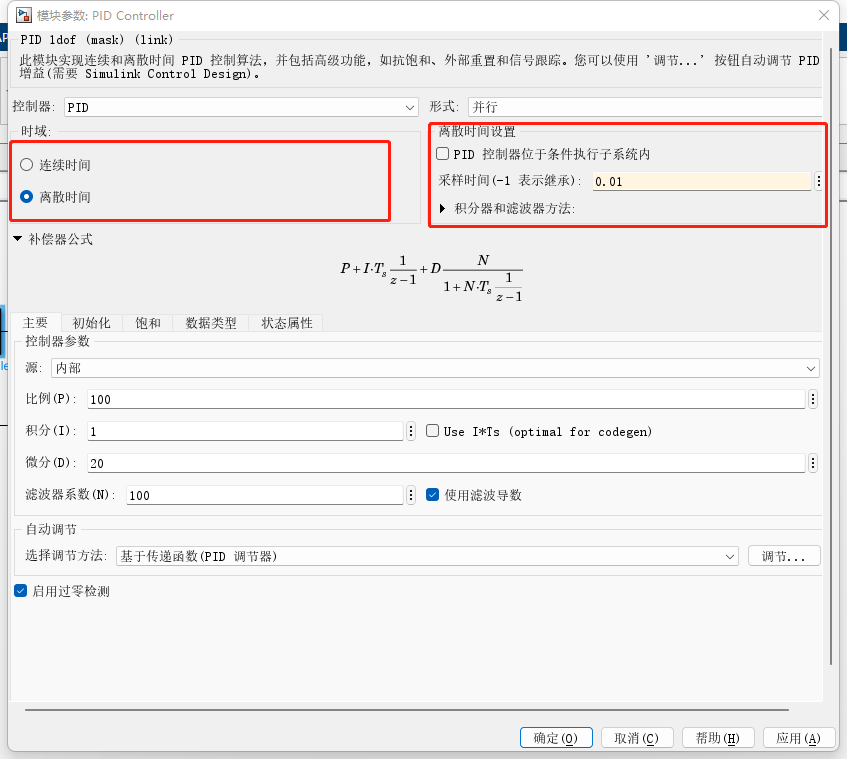 模块参数: PID Controller
PID 1dof (mask) (link)
此模块实现连续和离散时间 PID 控制算法，并包括高级功能，如抗饱和、外部重置和信号跟踪。您可以使用 '调节...' 按钮自动调节 PID
增益(需要 Simulink Control Design)。
控制器: PID
形式: 并行
时域:
连续时间
离散时间
离散时间设置
PID 控制器位于条件执行子系统内
采样时间(-1 表示继承): 0.01
积分器和滤波器方法:
补偿器公式
P+I·Ts 1/(z−1) + D N/(1+N·Ts 1/(z−1))
主要 初始化 饱和 数据类型 状态属性
控制器参数
源: 内部
比例(P): 100
积分(I): 1 Use I*Ts (optimal for codegen)
微分(D): 20
滤波器系数(N): 100 使用滤波导数
自动调节
选择调节方法: 基于传递函数(PID 调节器) 调节...
启用过零检测
确定(O) 取消(C) 帮助(H) 应用(A)